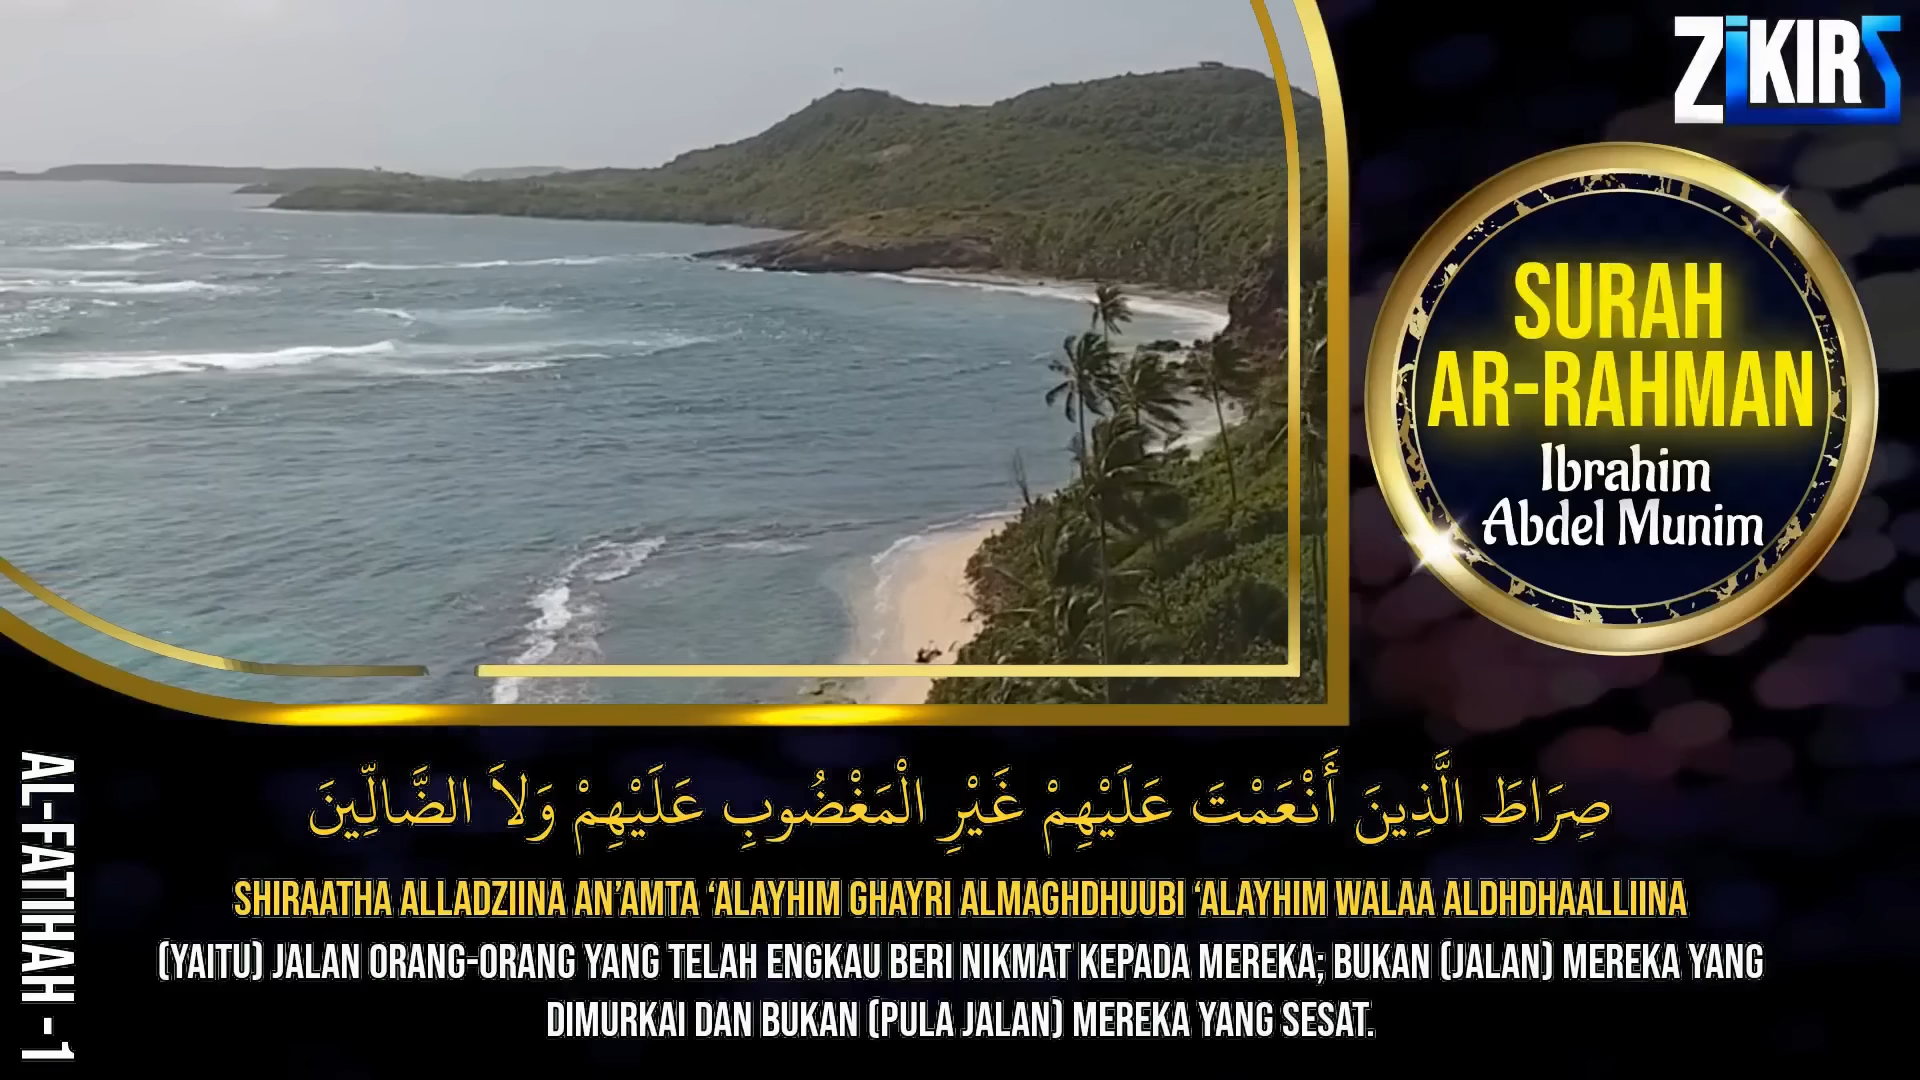 ZiKIRS
SURAH
AR-RAHMAN
Ibrahim
Abdel Munim
AL-FATIHAH - 1
صِرَاطَ الَّذِينَ أَنْعَمْتَ عَلَيْهِمْ غَيْرِ الْمَغْضُوبِ عَلَيْهِمْ وَلاَ الضَّالِّينَ
SHIRAATHA ALLADZIINA AN’AMTA ‘ALAYHIM GHAYRI ALMAGHDHUUBI ‘ALAYHIM WALAA ALDHDHAALLIINA
(YAITU) JALAN ORANG-ORANG YANG TELAH ENGKAU BERI NIKMAT KEPADA MEREKA; BUKAN (JALAN) MEREKA YANG
DIMURKAI DAN BUKAN (PULA JALAN) MEREKA YANG SESAT.